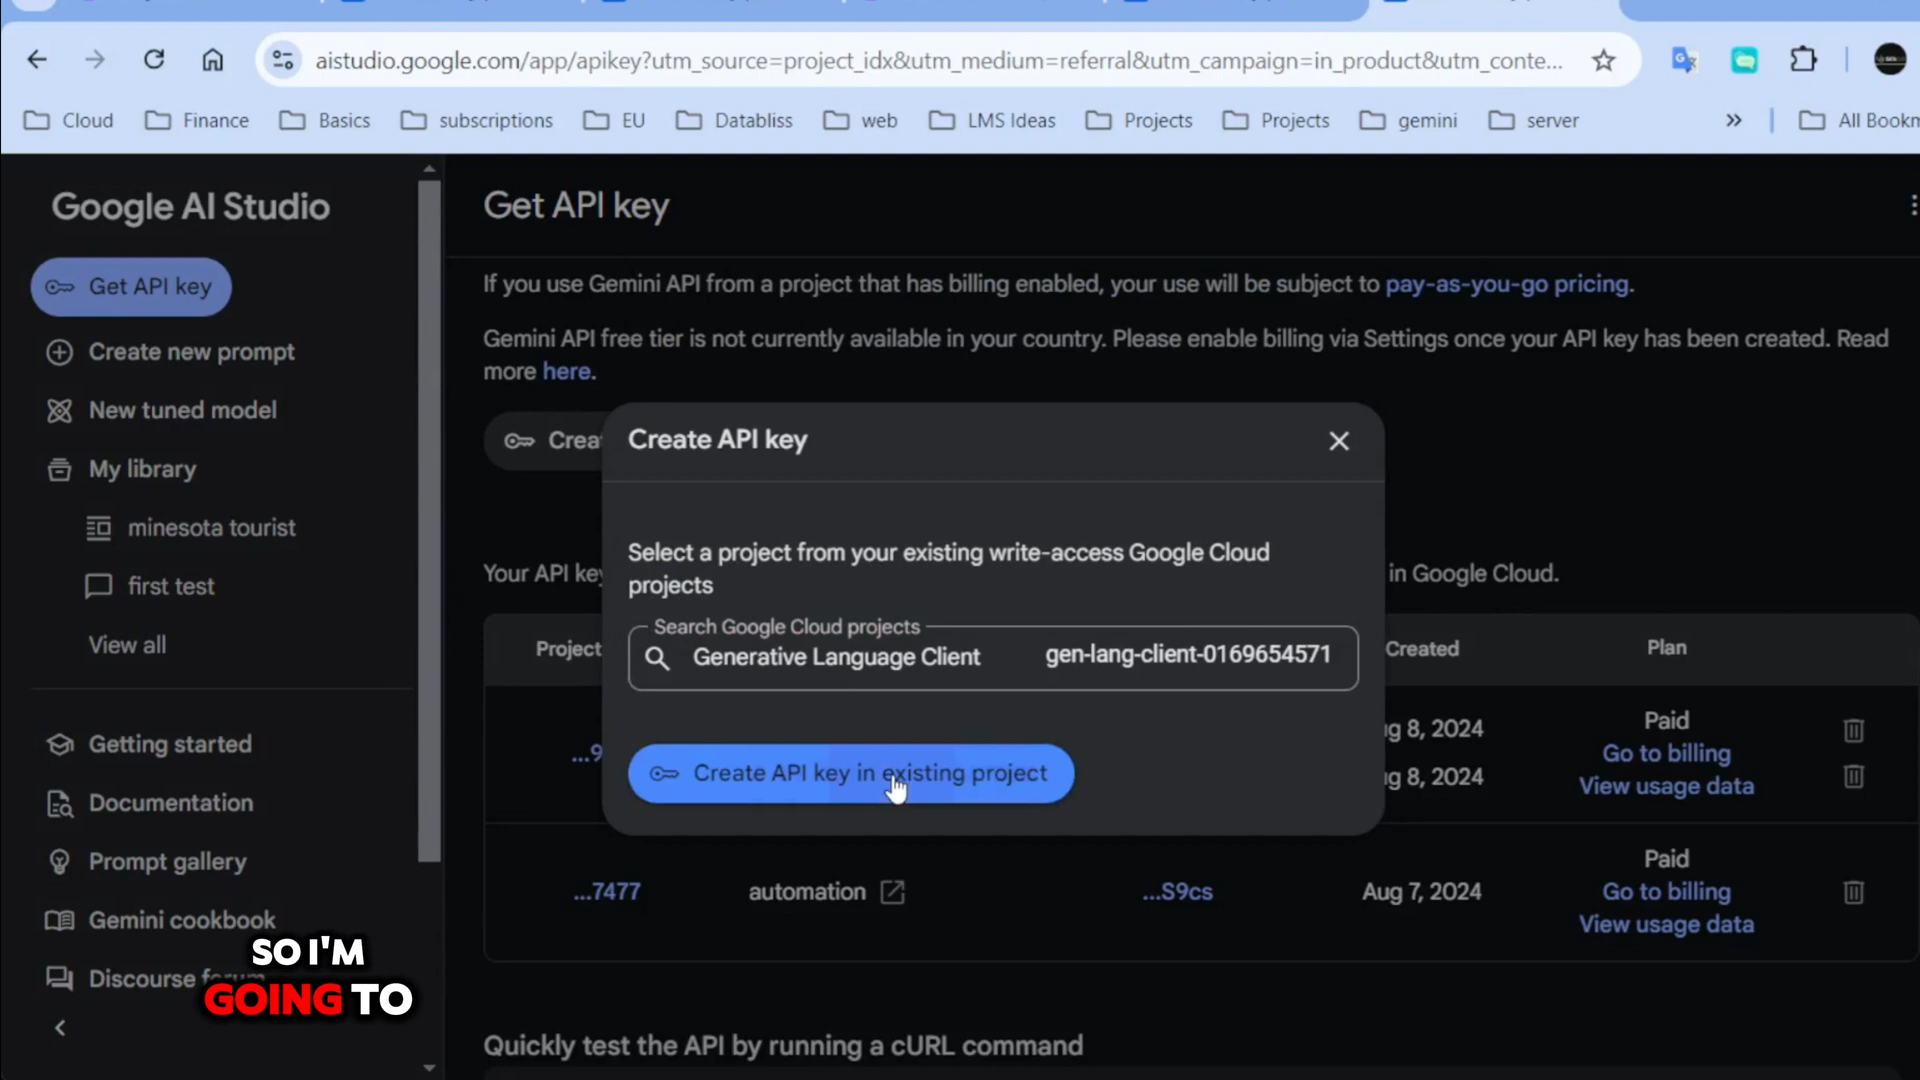 aistudio.google.com/app/apikey?utm_source=project_idx&utm_medium=referral&utm_campaign=in_product&utm_conte...
Cloud Finance Basics subscriptions EU Databliss web LMS Ideas Projects Projects gemini server » All Bookm
Google AI Studio
Get API key
Create new prompt
New tuned model
My library
minesota tourist
first test
View all
Getting started
Documentation
Prompt gallery
Gemini cookbook
Discourse forum
Get API key
If you use Gemini API from a project that has billing enabled, your use will be subject to pay-as-you-go pricing.
Gemini API free tier is not currently available in your country. Please enable billing via Settings once your API key has been created. Read
more here.
Crea
Create API key
Select a project from your existing write-access Google Cloud
projects
Search Google Cloud projects
Generative Language Client gen-lang-client-0169654571
Create API key in existing project
Your API key in Google Cloud.
Project Created Plan
...9 g 8, 2024 Paid
Go to billing
g 8, 2024
View usage data
...7477 automation ...S9cs Aug 7, 2024 Paid
Go to billing
View usage data
Quickly test the API by running a cURL command
SO I'M
GOING TO